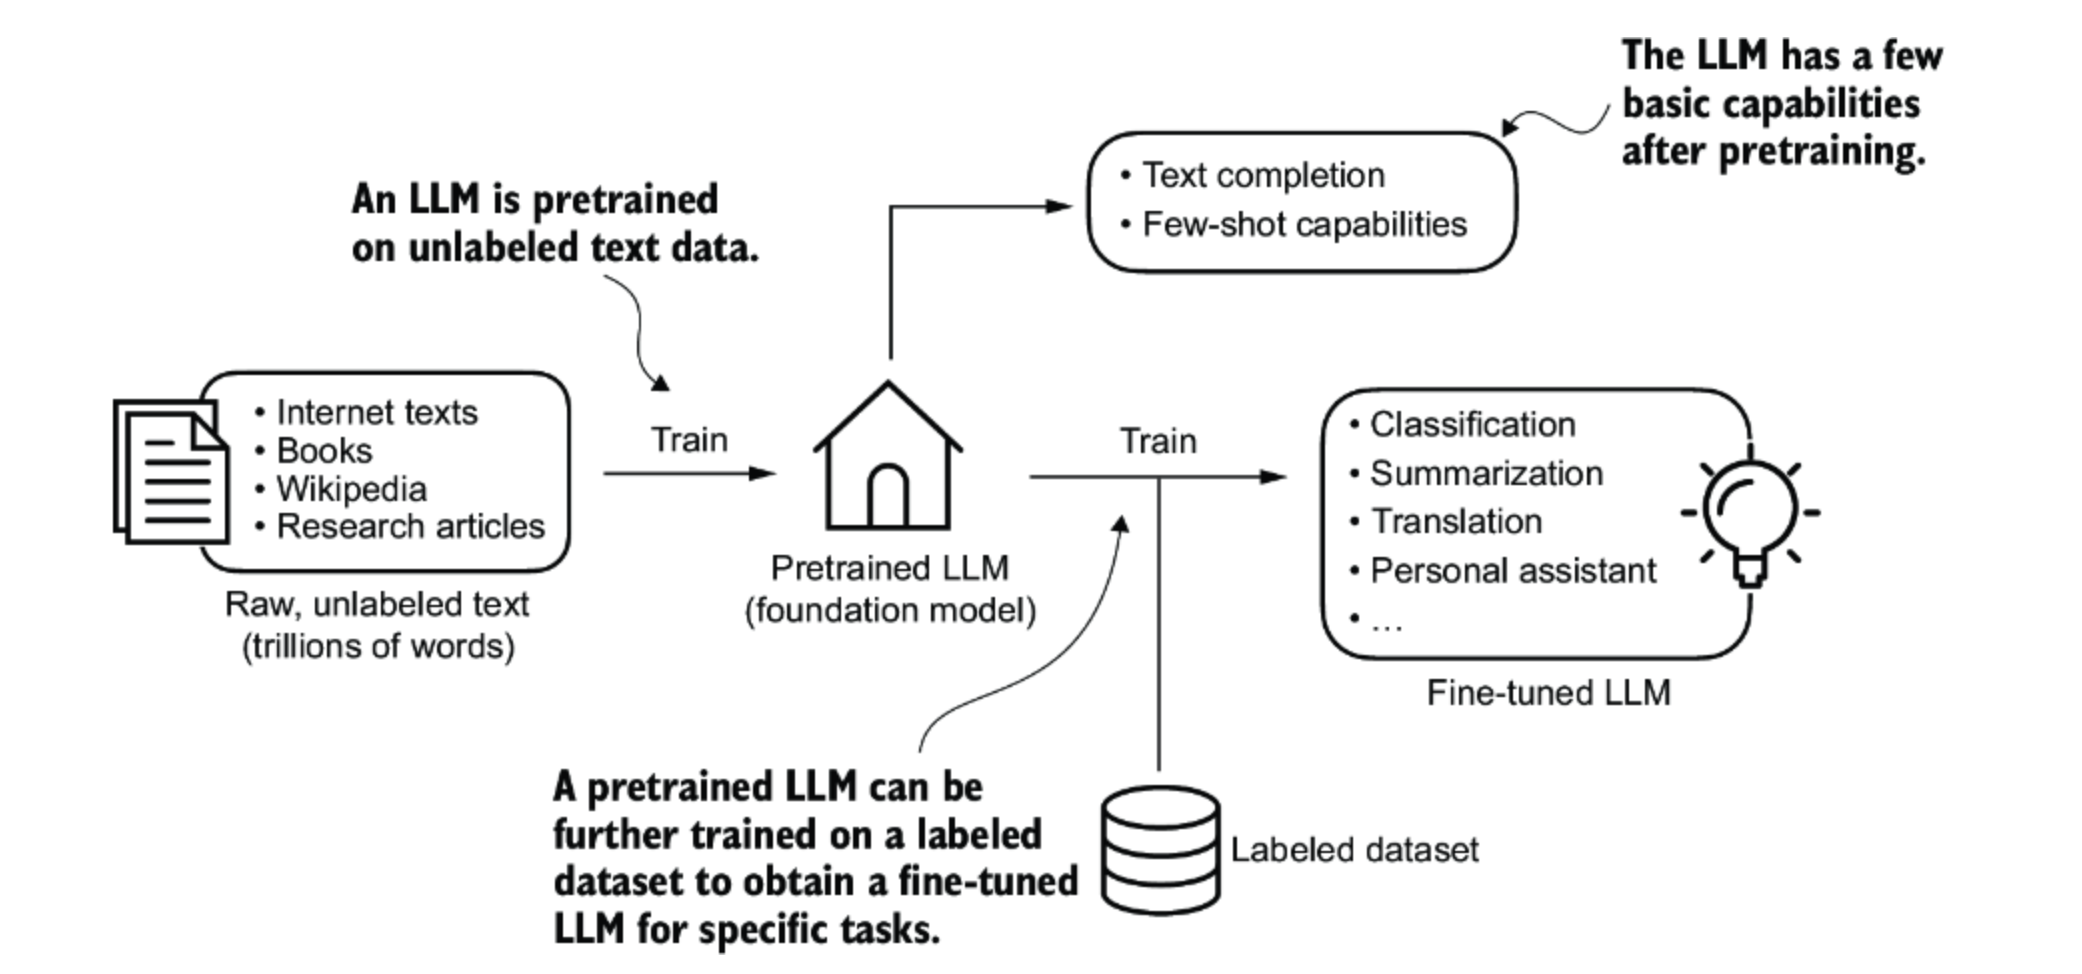 The LLM has a few
basic capabilities
after pretraining.
• Text completion
• Few-shot capabilities
An LLM is pretrained
on unlabeled text data.
• Internet texts
• Books
• Wikipedia
• Research articles
Raw, unlabeled text
(trillions of words)
Train
Pretrained LLM
(foundation model)
Train
• Classification
• Summarization
• Translation
• Personal assistant
• ...
Fine-tuned LLM
A pretrained LLM can be
further trained on a labeled
dataset to obtain a fine-tuned
LLM for specific tasks.
Labeled dataset